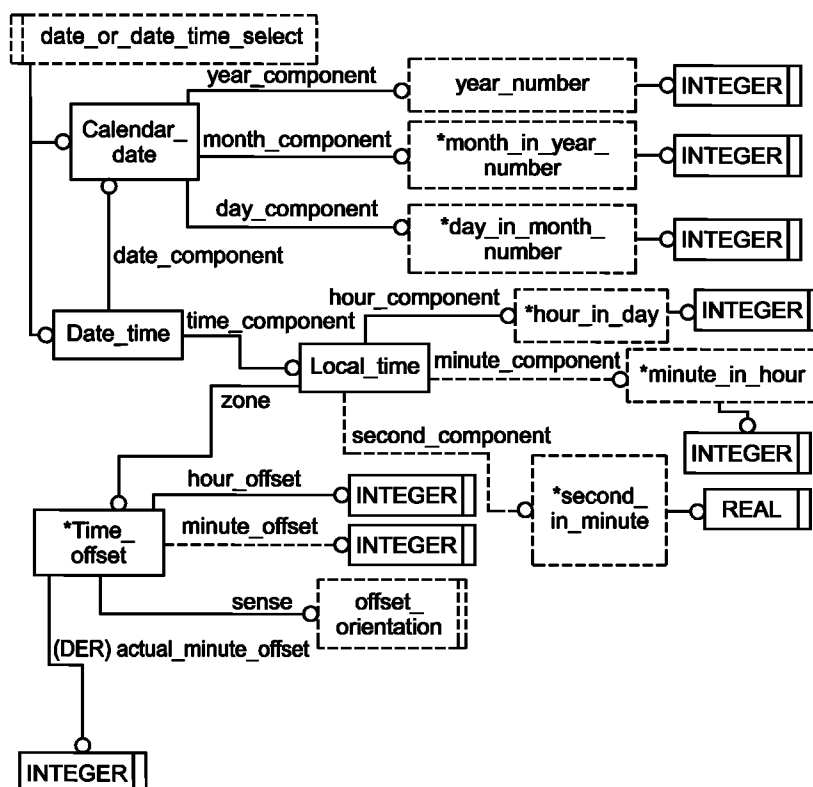 date_or_date_time_select
year_component
year_number
INTEGER
Calendar_
date
month_component
*month_in_year_
number
INTEGER
day_component
*day_in_month_
number
INTEGER
date_component
hour_component
*hour_in_day
INTEGER
Date_time
time_component
Local_time
minute_component
*minute_in_hour
zone
second_component
INTEGER
hour_offset
INTEGER
*second_
in_minute
REAL
*Time_
offset
minute_offset
INTEGER
sense
offset_
orientation
(DER) actual_minute_offset
INTEGER